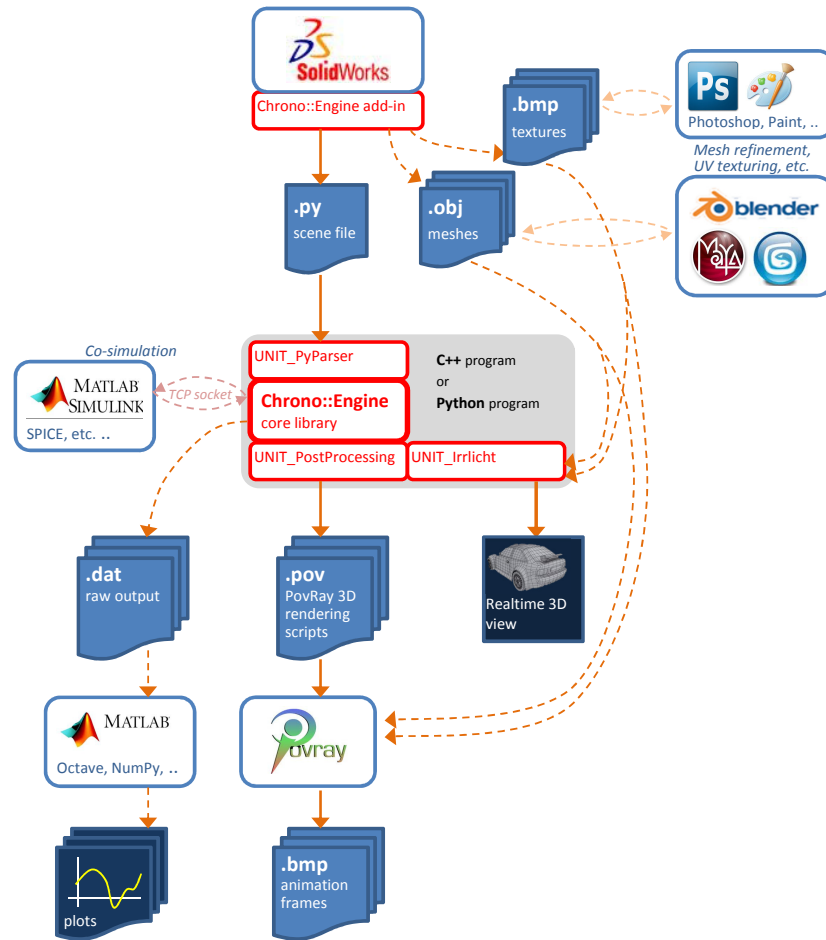 SolidWorks
Chrono::Engine add-in
.bmp
textures
Ps
Photoshop, Paint, ..
Mesh refinement,
UV texturing, etc.
blender
MAYA
.py
scene file
.obj
meshes
Co-simulation
MATLAB
SIMULINK
SPICE, etc. ..
TCP socket
UNIT_PyParser
Chrono::Engine
core library
UNIT_PostProcessing
UNIT_Irrlicht
C++ program
or
Python program
.dat
raw output
.pov
PovRay 3D
rendering
scripts
Realtime 3D
view
MATLAB
Octave, NumPy, ..
Povray
plots
.bmp
animation
frames